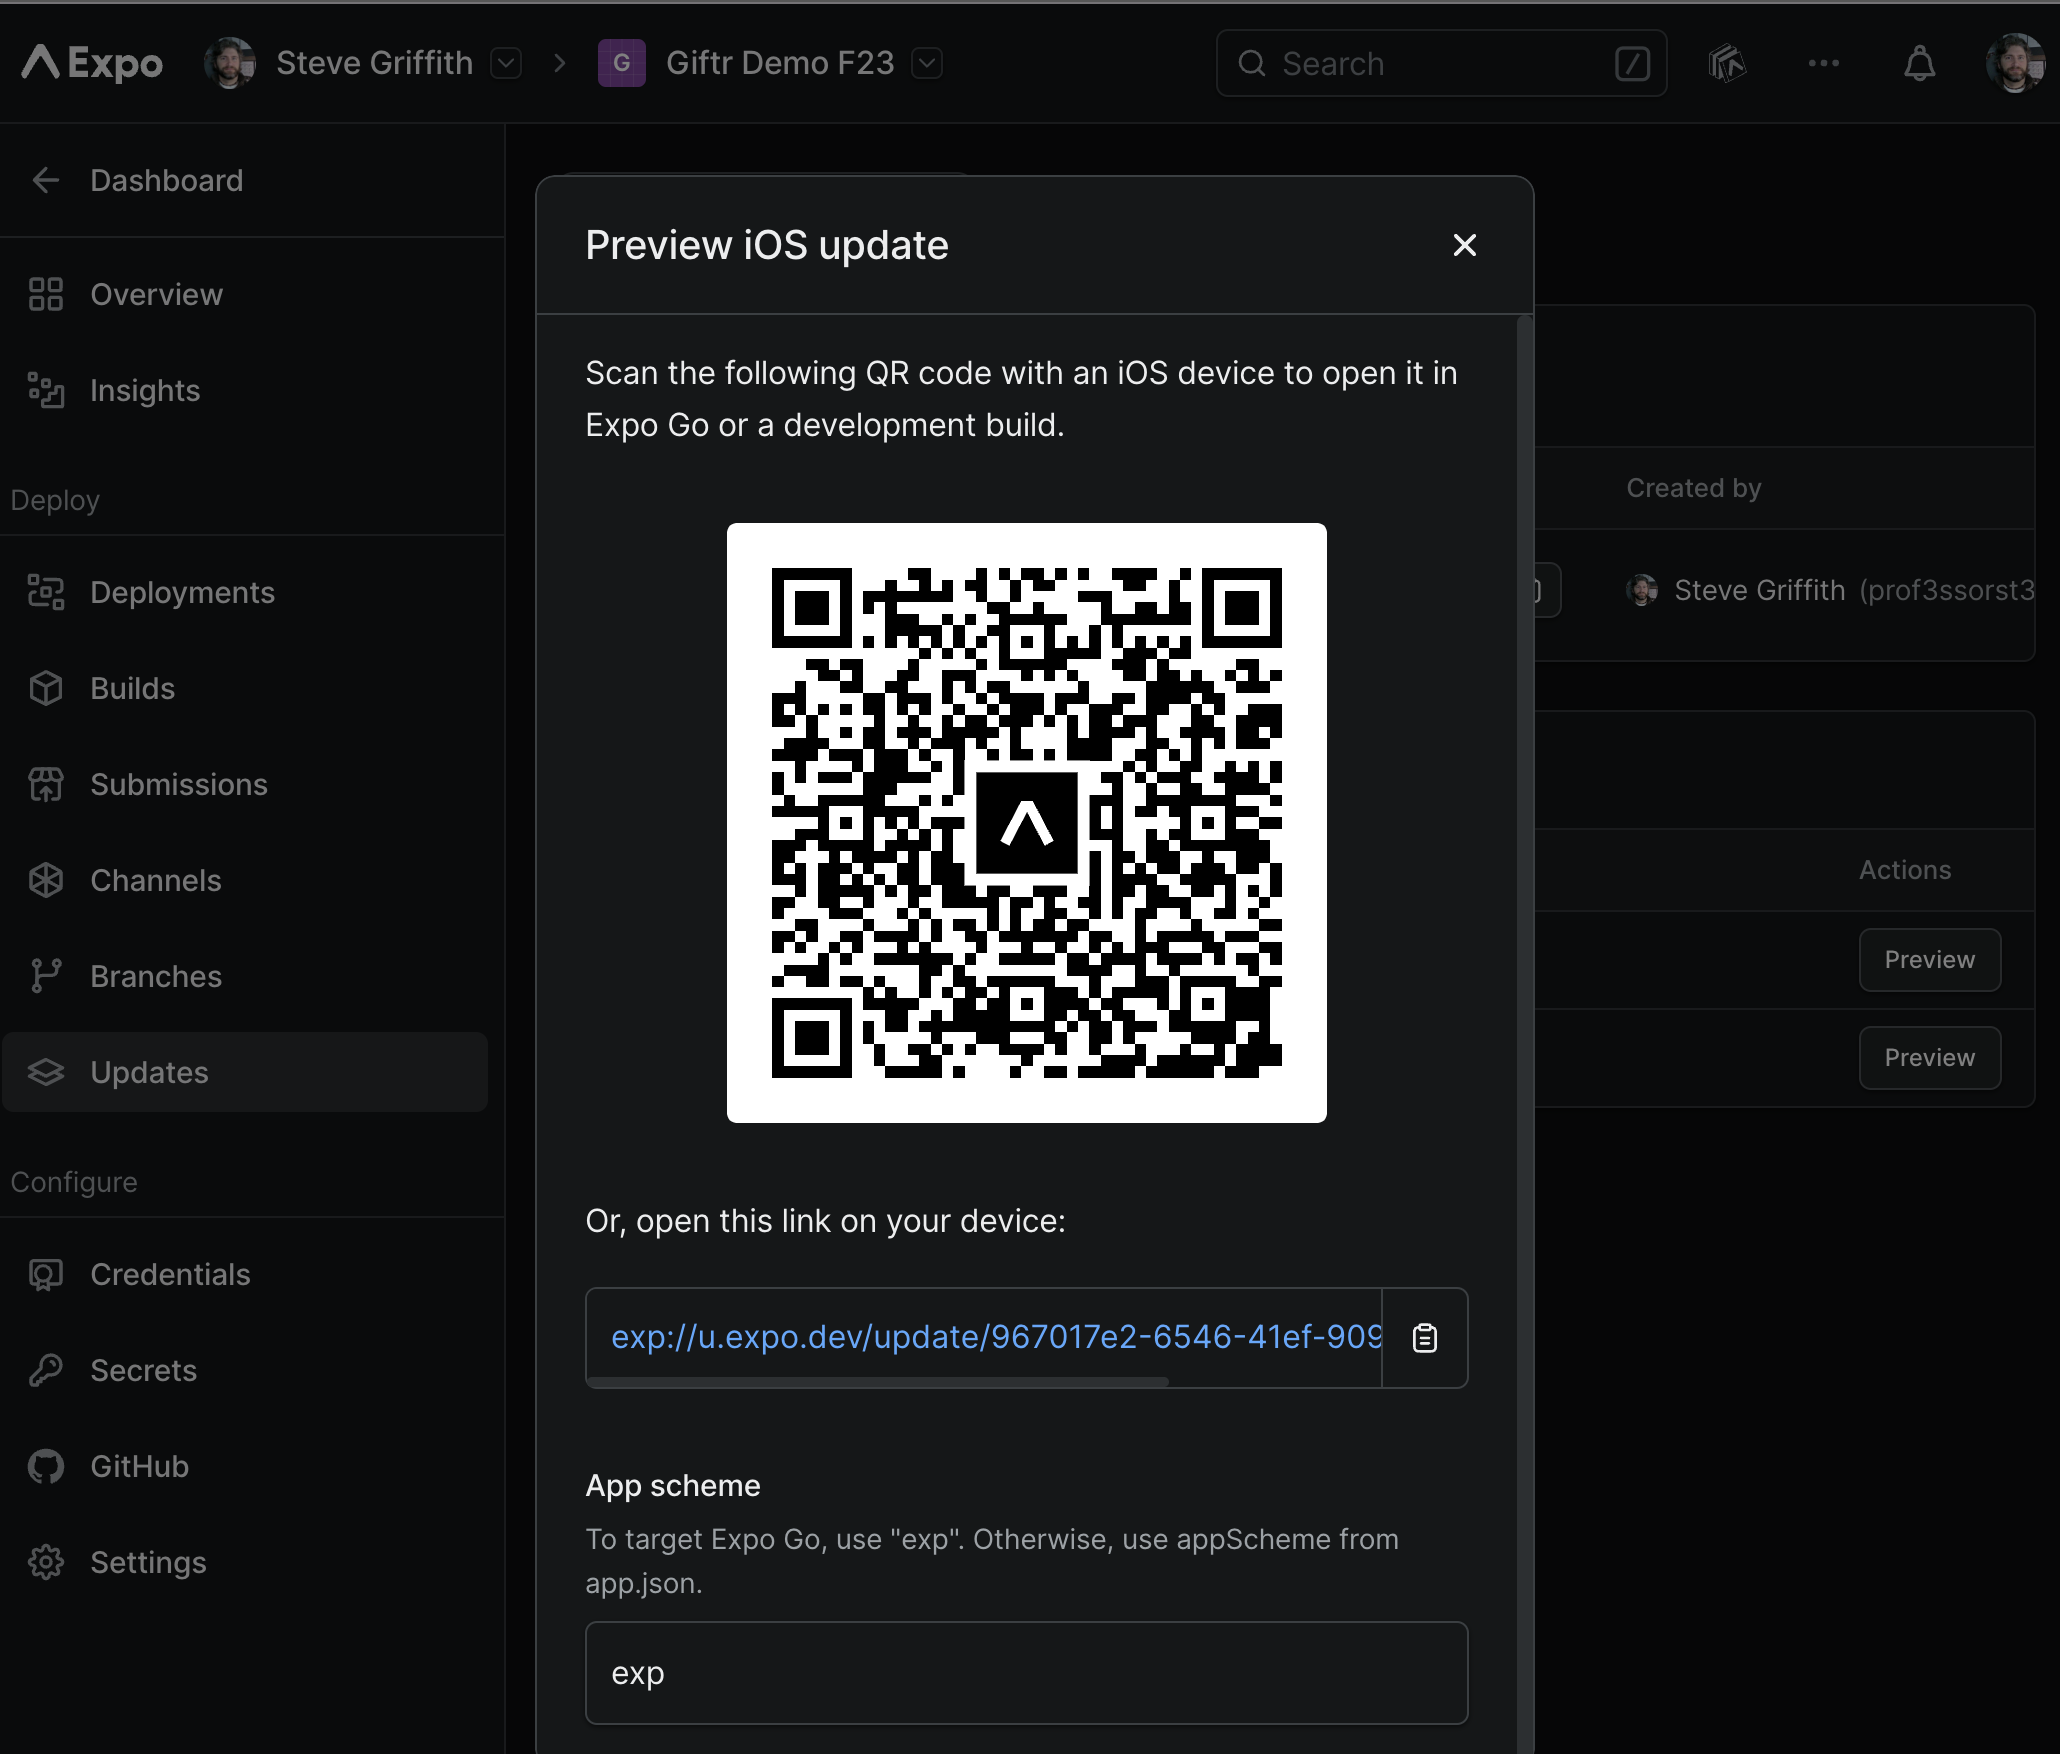 Expo
Steve Griffith
G
Giftr Demo F23
Search
/
Dashboard
Overview
Insights
Deploy
Deployments
Builds
Submissions
Channels
Branches
Updates
Configure
Credentials
Secrets
GitHub
Settings
Preview iOS update
Scan the following QR code with an iOS device to open it in
Expo Go or a development build.
Or, open this link on your device:
exp://u.expo.dev/update/967017e2-6546-41ef-909
App scheme
To target Expo Go, use "exp". Otherwise, use appScheme from
app.json.
exp
Created by
Steve Griffith (prof3ssorst3
Actions
Preview
Preview